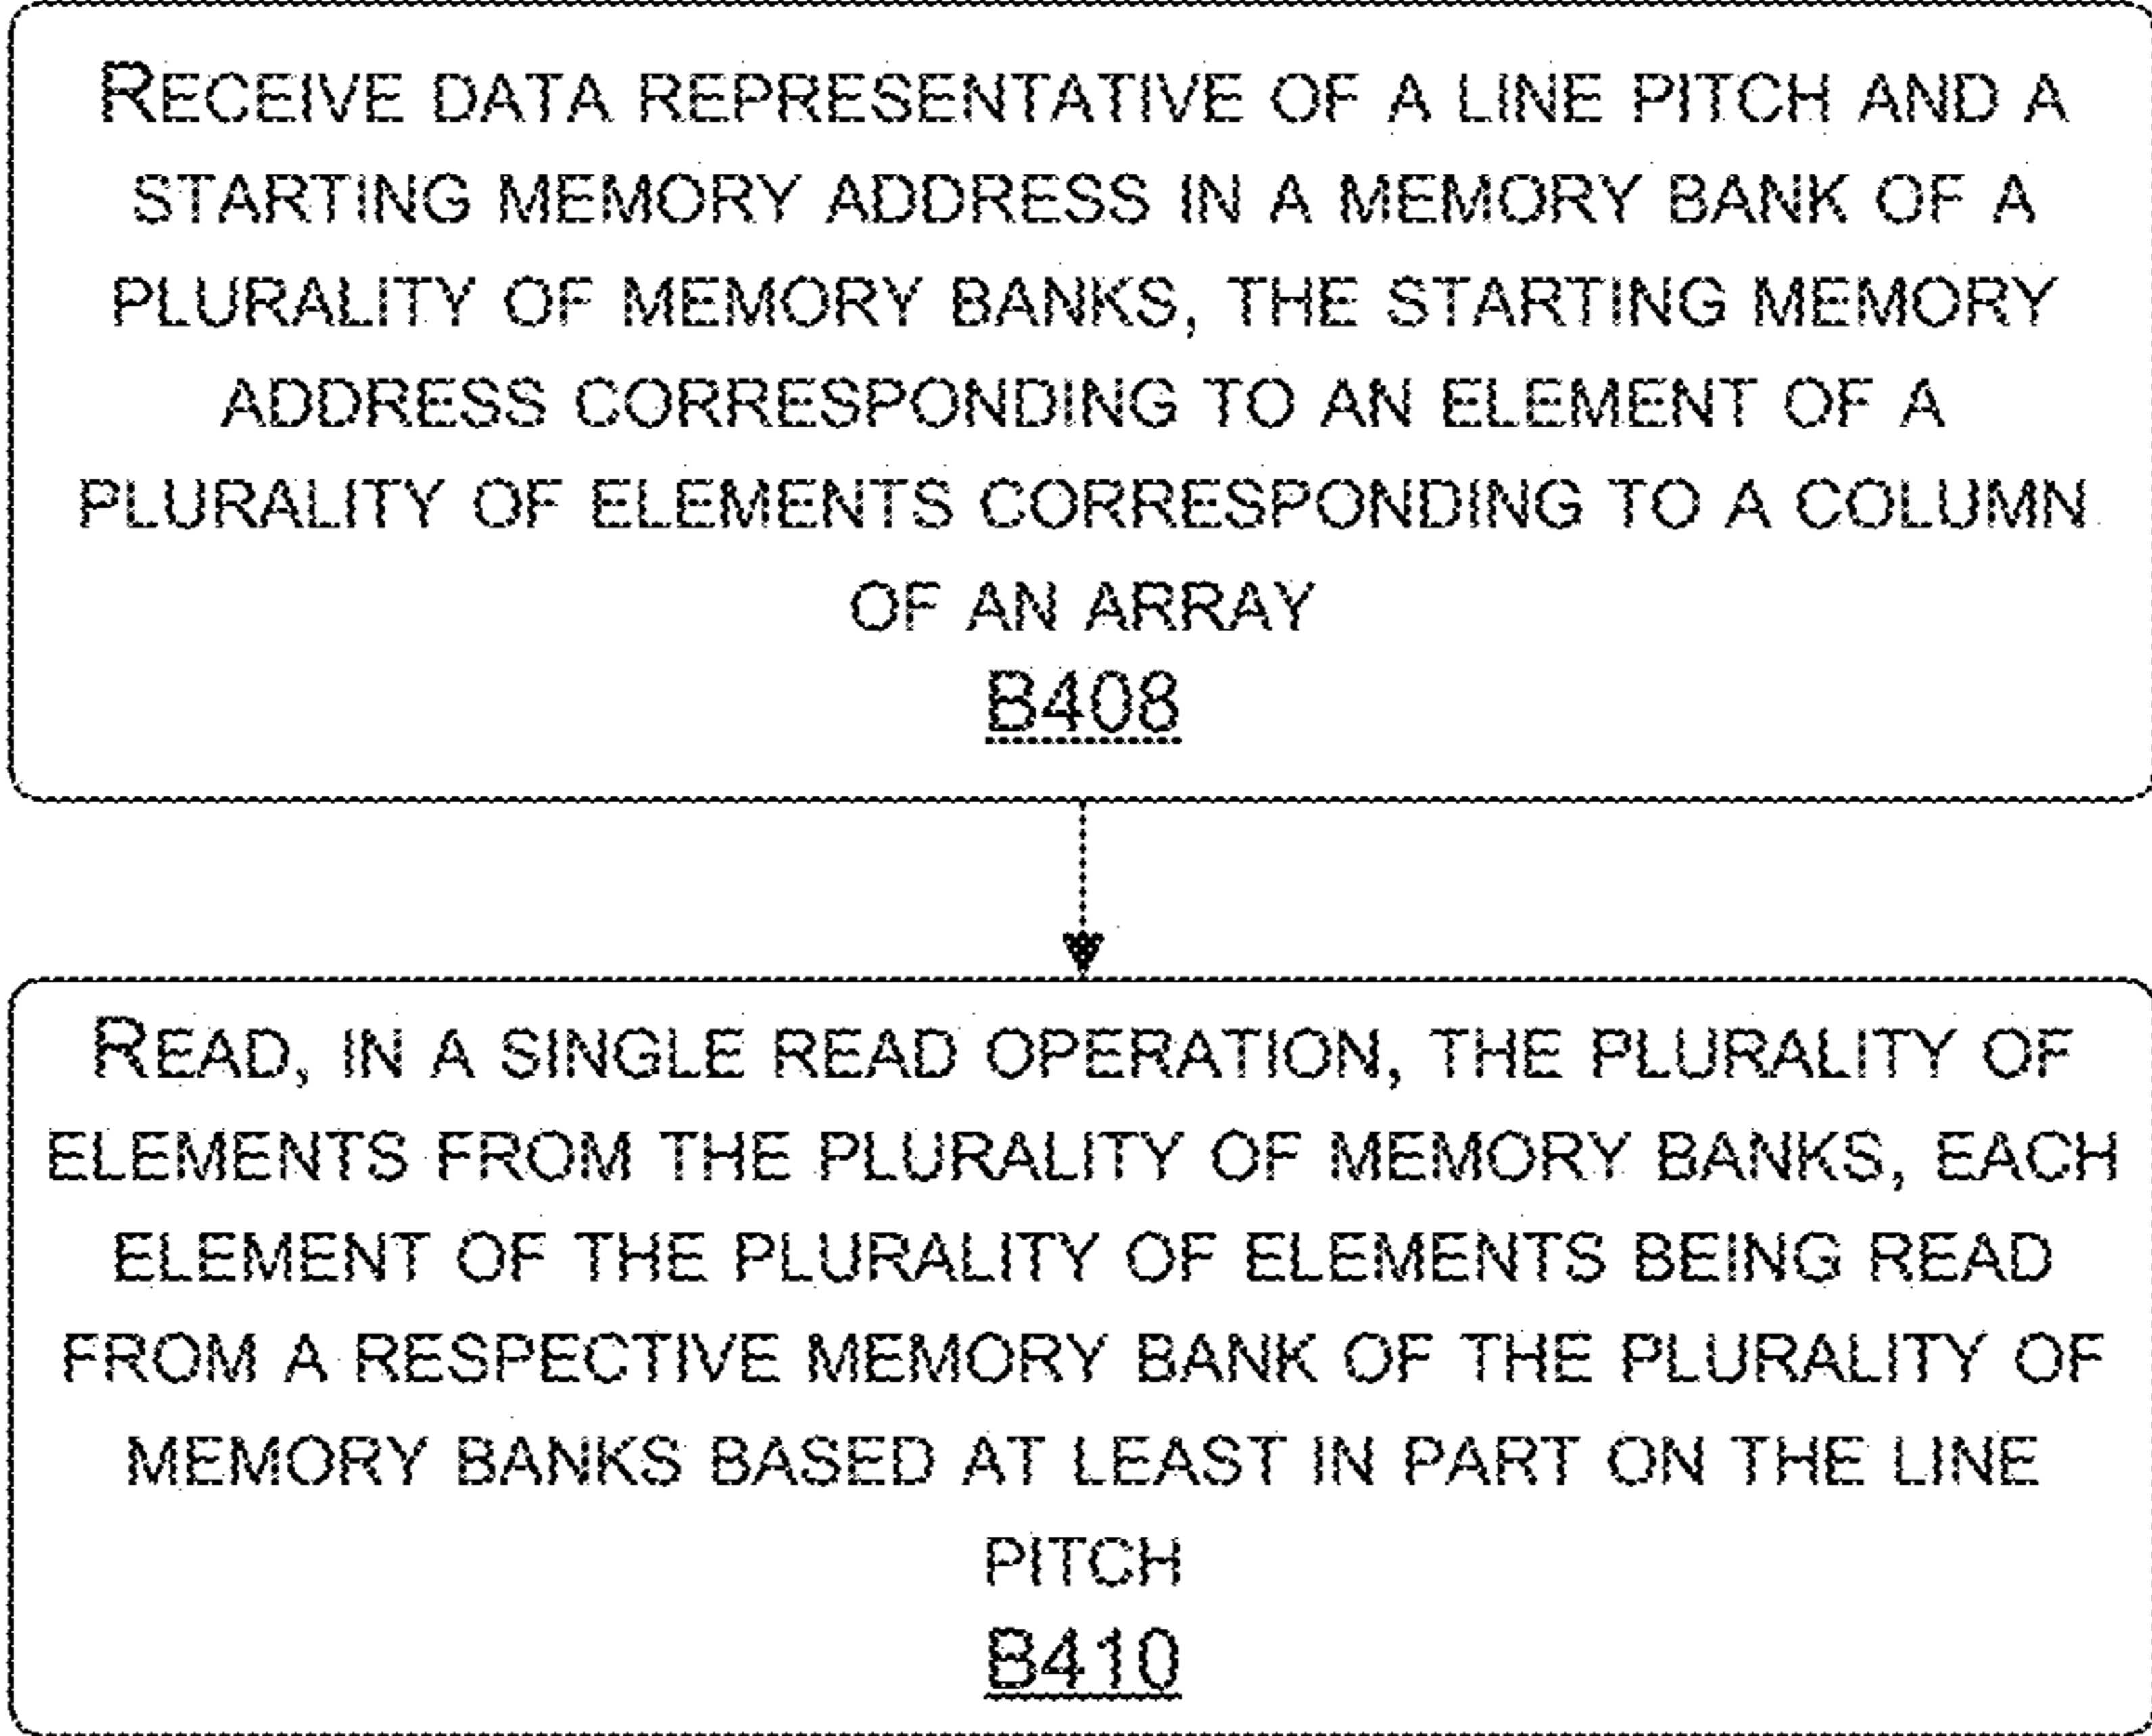 RECEIVE DATA REPRESENTATIVE OF A LINE PITCH AND A
STARTING MEMORY ADDRESS IN A MEMORY BANK OF A
PLURALITY OF MEMORY BANKS, THE STARTING MEMORY
ADDRESS CORRESPONDING TO AN ELEMENT OF A
PLURALITY OF ELEMENTS CORRESPONDING TO A COLUMN
OF AN ARRAY
B408
READ, IN A SINGLE READ OPERATION, THE PLURALITY OF
ELEMENTS FROM THE PLURALITY OF MEMORY BANKS, EACH
ELEMENT OF THE PLURALITY OF ELEMENTS BEING READ
FROM A RESPECTIVE MEMORY BANK OF THE PLURALITY OF
MEMORY BANKS BASED AT LEAST IN PART ON THE LINE
PITCH
B410